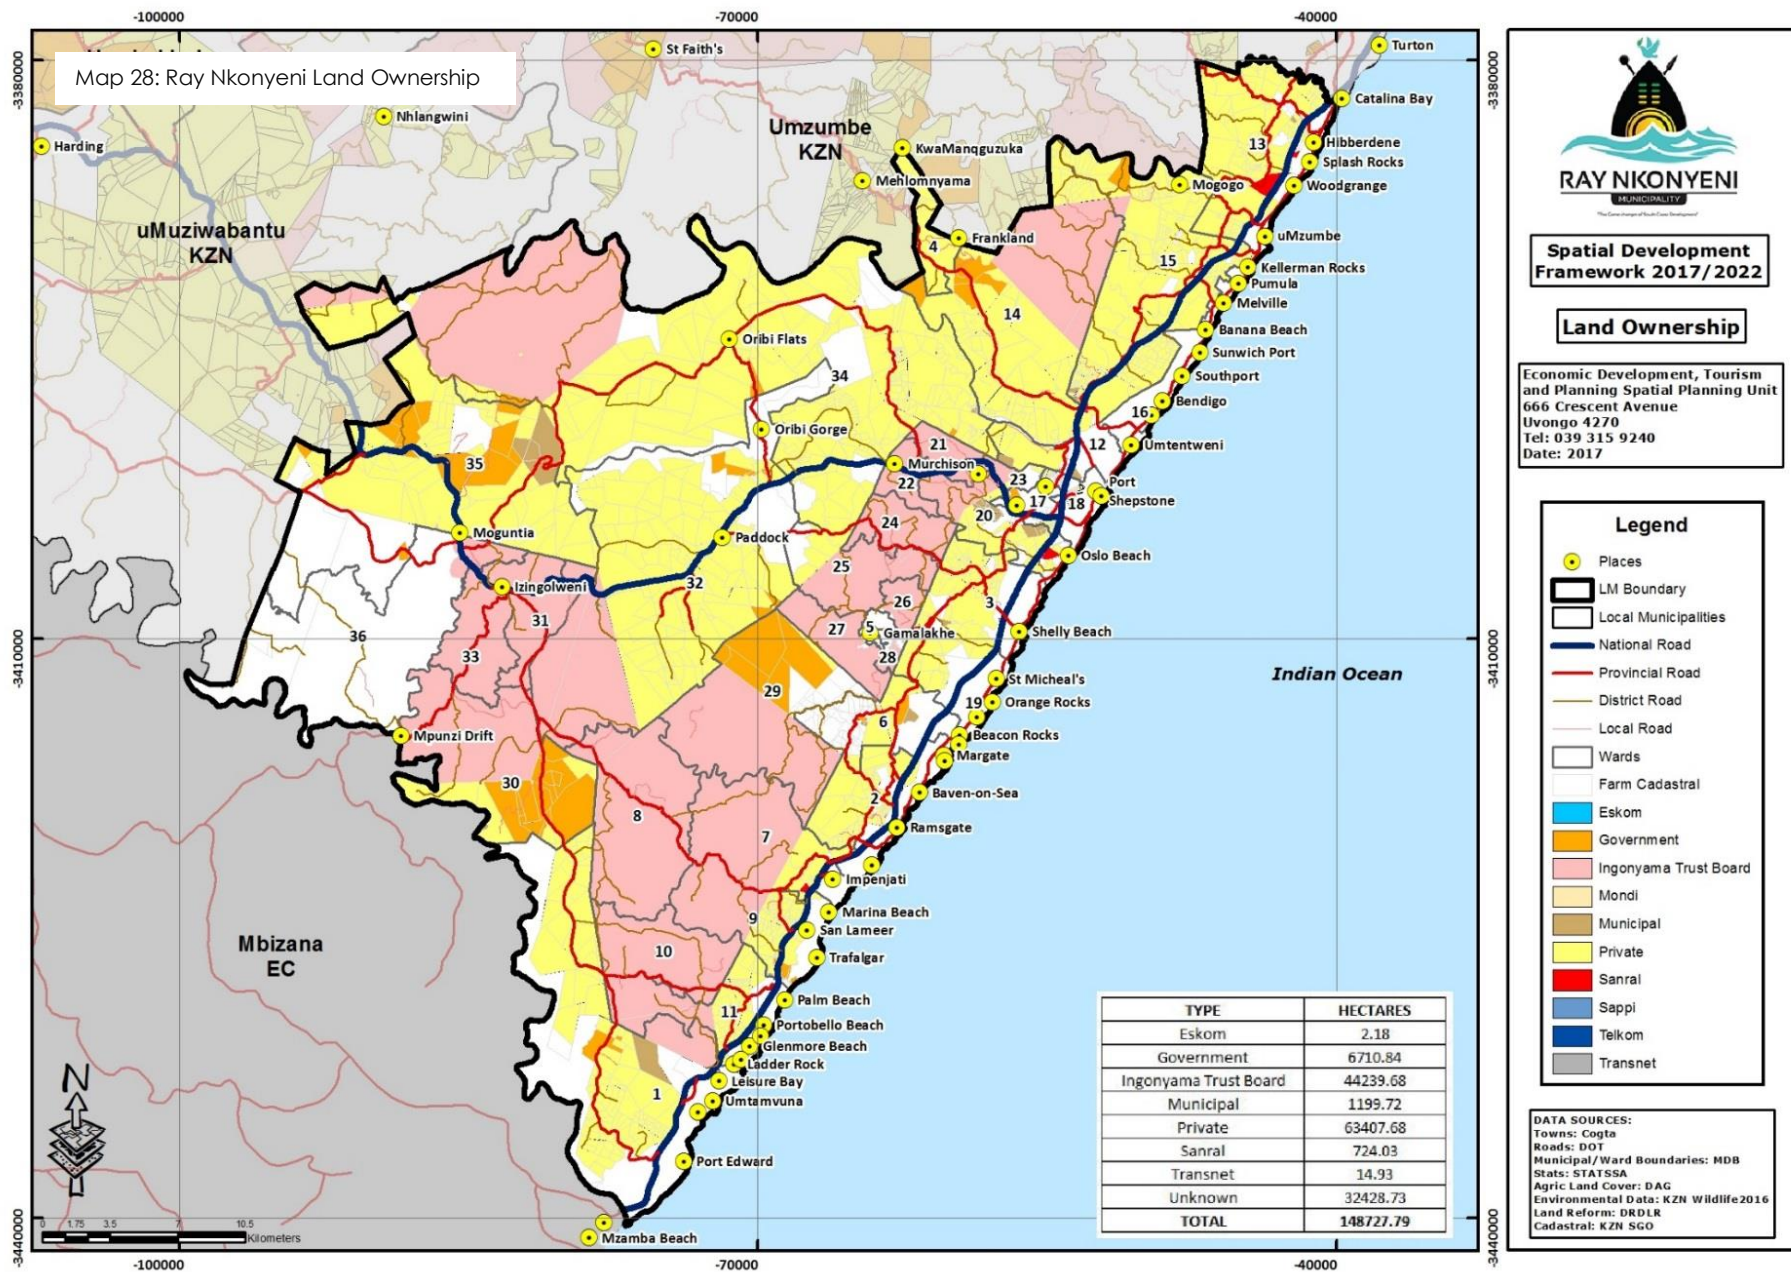 -100000
-70000
-40000
Map 28: Ray Nkonyeni Land Ownership
St Faith's
Turton
-3380000
-3380000
Catalina Bay
Nhlangwini
Umzumbe
KZN
KwaManqguzuka
13
Hibberdene
Harding
Splash Rocks
Mehlomnyama
Mogogo
Woodgrange
uMuziwabantu
KZN
4
Frankland
uMzumbe
15
Kellerman Rocks
Pumula
Melville
14
Banana Beach
Oribi Flats
Sunwich Port
34
Southport
Bendigo
16
Oribi Gorge
21
12
Umtentweni
35
Murchison
22
23
Port
Shepstone
17
18
20
24
Moguntia
Paddock
Oslo Beach
25
32
Izingolweni
26
3
31
27
5
Gamalakhe
Shelly Beach
36
33
28
-3410000
-3410000
Indian Ocean
29
St Micheal's
19
Orange Rocks
6
Mpunzi Drift
Beacon Rocks
Margate
30
2
Baven-on-Sea
8
7
Ramsgate
Impenjati
9
Marina Beach
San Lameer
Mbizana
EC
10
Trafalgar
Palm Beach
11
Portobello Beach
Glenmore Beach
Ladder Rock
Leisure Bay
1
Umtamvuna
Port Edward
Mzamba Beach
N
0 1.75 3.5 7 10.5
Kilometers
-3440000
-3440000
-100000
-70000
-40000
TYPE HECTARES
Eskom 2.18
Government 6710.84
Ingonyama Trust Board 44239.68
Municipal 1199.72
Private 63407.68
Sanral 724.03
Transnet 14.93
Unknown 32428.73
TOTAL 148727.79
RAY NKONYENI
MUNICIPALITY
Spatial Development
Framework 2017/2022
Land Ownership
Economic Development, Tourism
and Planning Spatial Planning Unit
666 Crescent Avenue
Uvongo 4270
Tel: 039 315 9240
Date: 2017
Legend
Places
LM Boundary
Local Municipalities
National Road
Provincial Road
District Road
Local Road
Wards
Farm Cadastral
Eskom
Government
Ingonyama Trust Board
Mondi
Municipal
Private
Sanral
Sappi
Telkom
Transnet
DATA SOURCES:
Towns: Cogta
Roads: DOT
Municipal/Ward Boundaries: MDB
Stats: STATSSA
Agric Land Cover: DAG
Environmental Data: KZN Wildlife2016
Land Reform: DRDLR
Cadastral: KZN SGO